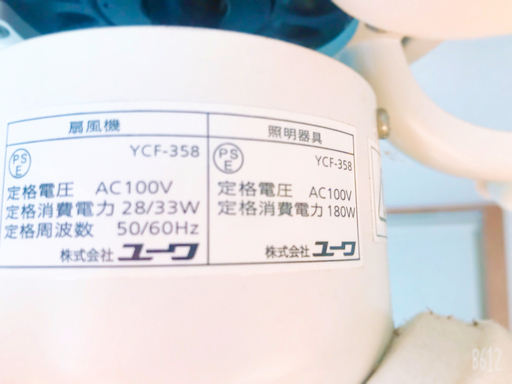 扇風機
PSE
YCF-358
定格電圧 AC100V
定格消費電力 28/33W
定格周波数 50/60Hz
株式会社 ユーワ
照明器具
PSE
YCF-358
定格電圧 AC100V
定格消費電力 180W
株式会社 ユーワ
B612